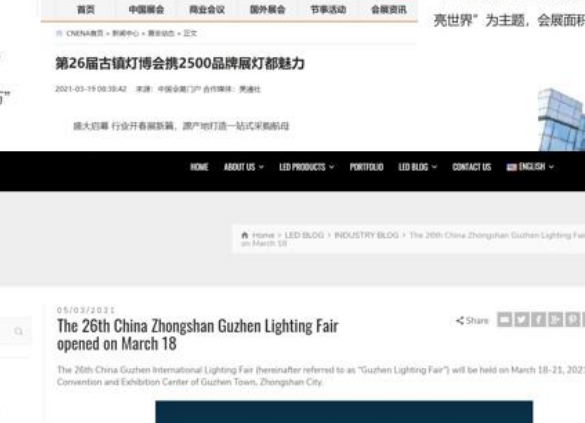 首页 中国展会 商业会议 国外展会 节事活动 会展资讯
亮世界”为主题，会展面积
CNENA首页 » 新闻中心 » 展会动态 » 正文
第26届古镇灯博会携2500品牌展灯都魅力
2021-03-19 08:38:42 来源：中国会展门户 合作媒体：美通社
盛大启幕 行业开春展新篇，源产地打造一站式采购航母
HOME ABOUT US LED PRODUCTS PORTFOLIO LED BLOG CONTACT US ENGLISH
Home > LED BLOG > INDUSTRY BLOG > The 26th China Zhongshan Guzhen Lighting Fair
on March 18
05/03/2021
The 26th China Zhongshan Guzhen Lighting Fair
opened on March 18
Share
The 26th China Guzhen International Lighting Fair (hereinafter referred to as "Guzhen Lighting Fair") will be held on March 18-21, 2021
Convention and Exhibition Center of Guzhen Town, Zhongshan City.